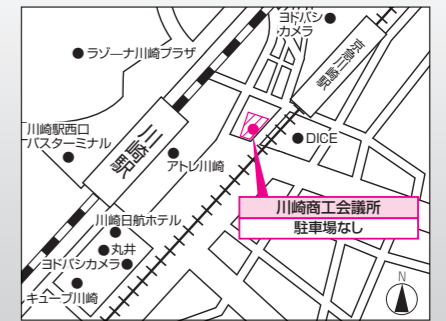 ヨドバシ
カメラ
京急川崎駅
ラゾーナ川崎プラザ
川崎駅西口
バスターミナル
川崎駅
アトレ川崎
DICE
川崎商工会議所
駐車場なし
川崎日航ホテル
丸井
ヨドバシカメラ
キューブ川崎
N